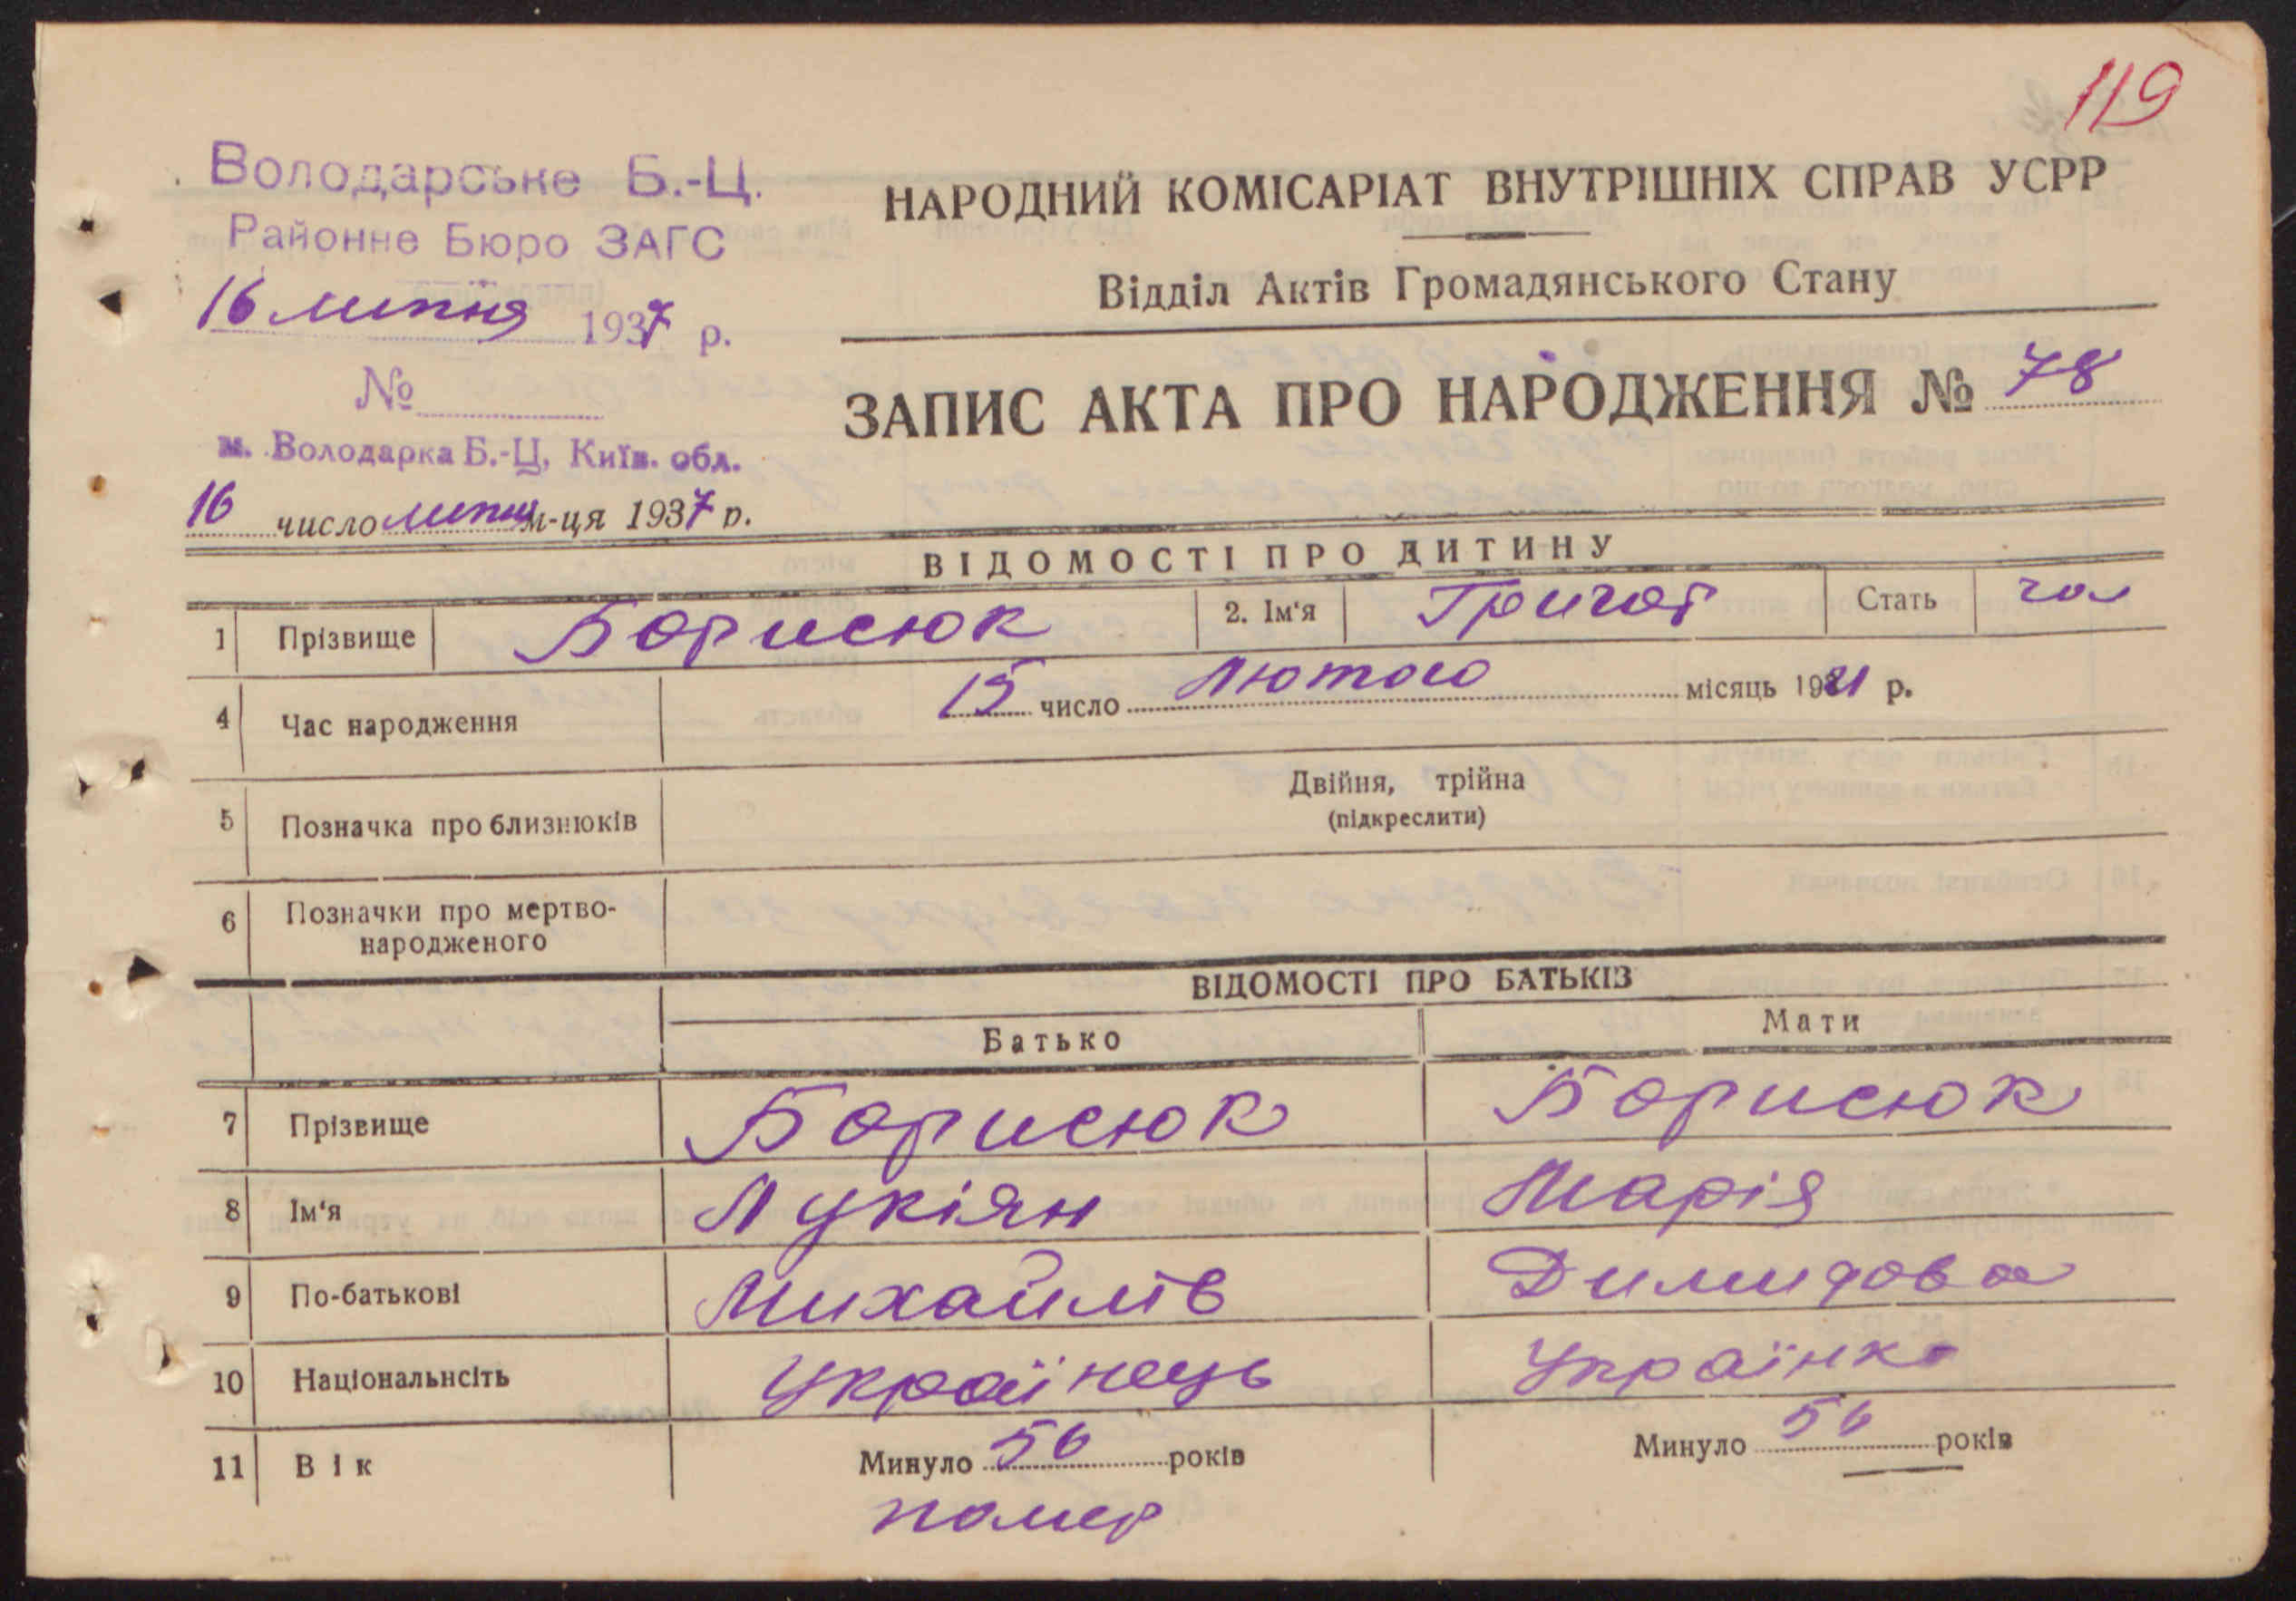 119
Володарське Б.-Ц.
Районне Бюро ЗАГС
16 липня 1937 р.
№
м. Володарка Б.-Ц, Київ. обл.
16 число липня м-ця 1937 р.
НАРОДНИЙ КОМІСАРІАТ ВНУТРІШНІХ СПРАВ УСРР
Відділ Актів Громадянського Стану
ЗАПИС АКТА ПРО НАРОДЖЕННЯ № 78
ВІДОМОСТІ ПРО ДИТИНУ
1 Прізвище Борисюк 2. Ім'я Григор Стать чол
4 Час народження 15 число Лютого місяць 1921 р.
5 Позначка про близнюків Двійня, трійна
(підкреслити)
6 Позначки про мертво-
народженого
ВІДОМОСТІ ПРО БАТЬКІВ
Батько Мати
7 Прізвище Борисюк Борисюк
8 Ім'я Лукіян Марія
9 По-батькові Михайлів Димидова
10 Національнсіть Українець Українка
11 Вік Минуло 56 років Минуло 56 років
помер